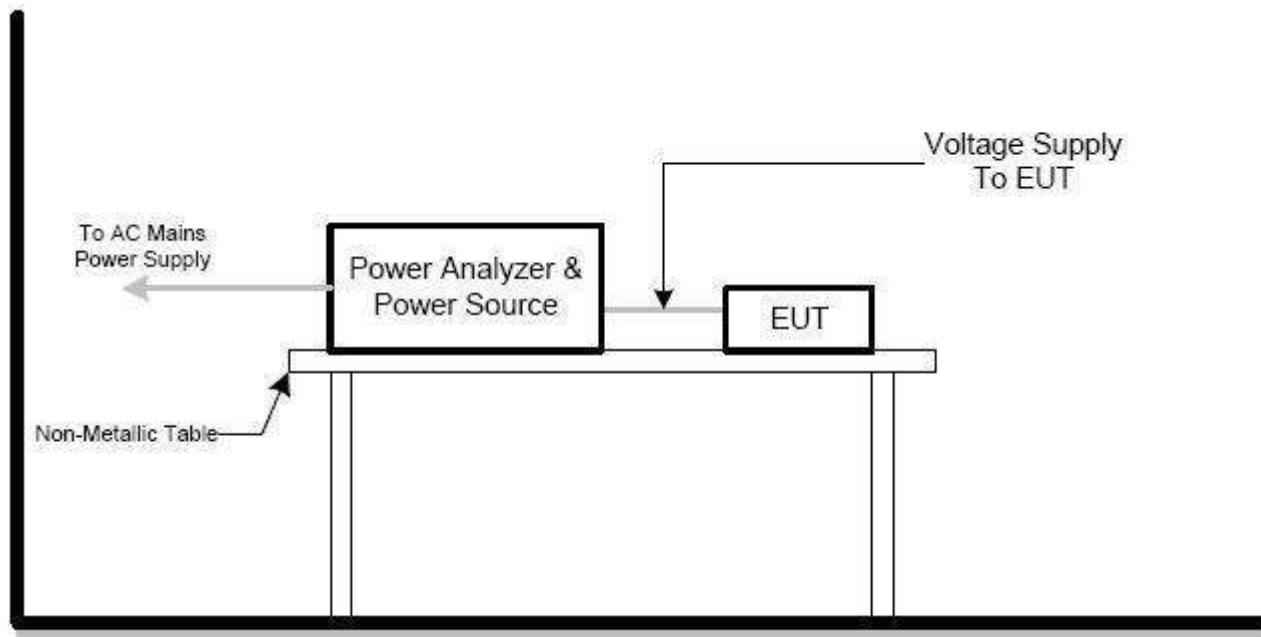 Voltage Supply
To EUT
To AC Mains
Power Supply
Power Analyzer &
Power Source
EUT
Non-Metallic Table